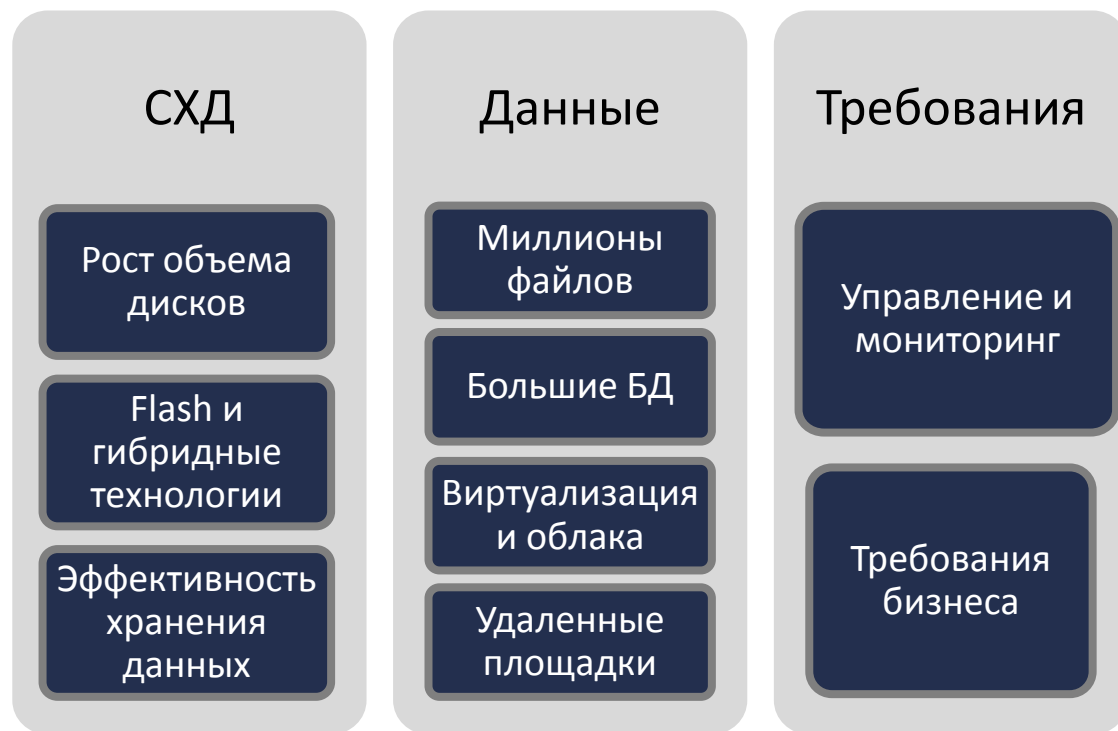 СХД
Рост объема
дисков
Flash и
гибридные
технологии
Эффективность
хранения
данных
Данные
Миллионы
файлов
Большие БД
Виртуализация
и облака
Удаленные
площадки
Требования
Управление и
мониторинг
Требования
бизнеса